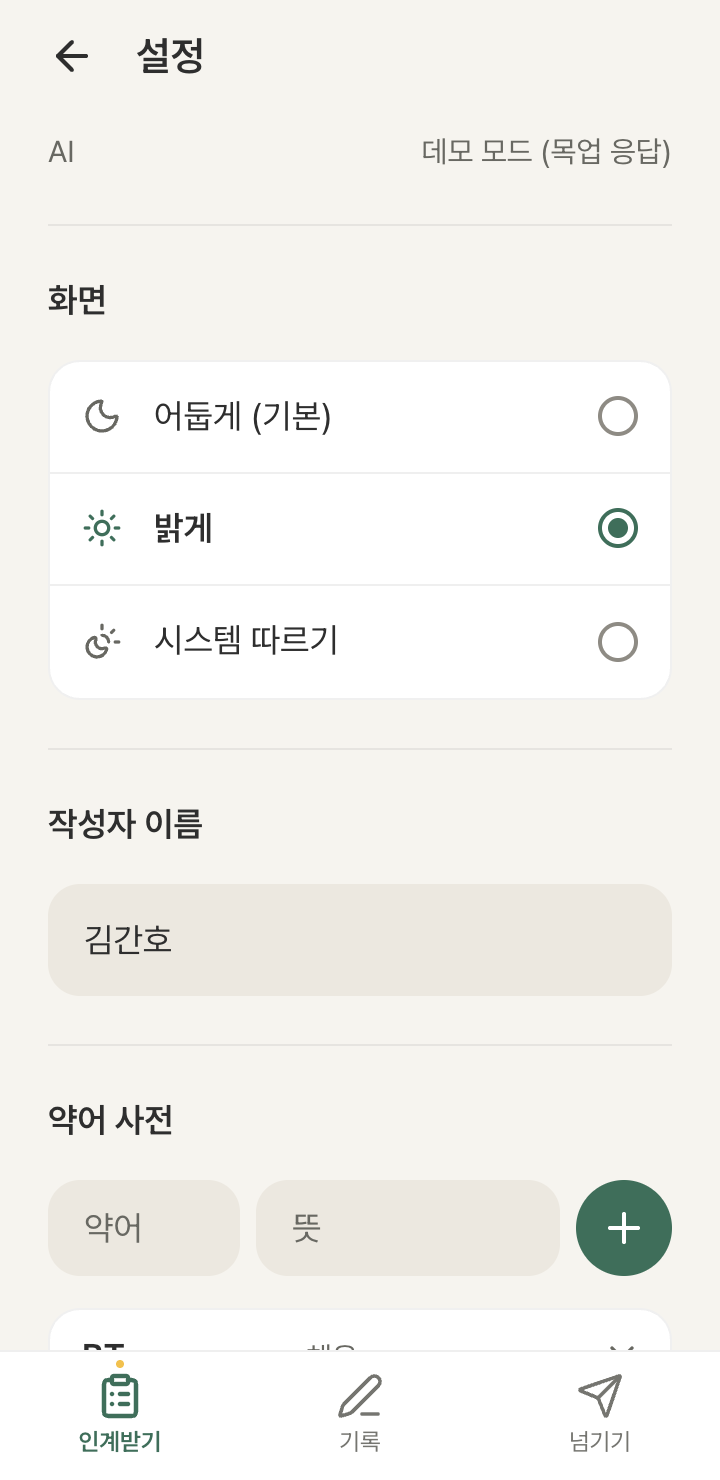 설정
AI 데모 모드 (목업 응답)
화면
어둡게 (기본)
밝게
시스템 따르기
작성자 이름
김간호
약어 사전
약어 뜻
인계받기 기록 넘기기